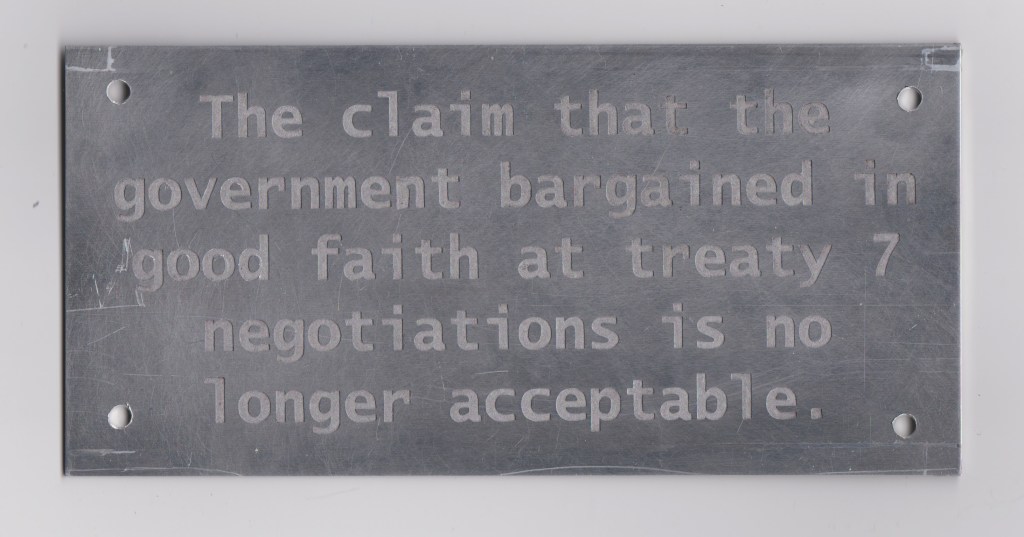 The claim that the
government bargained in
good faith at treaty 7
negotiations is no
longer acceptable.